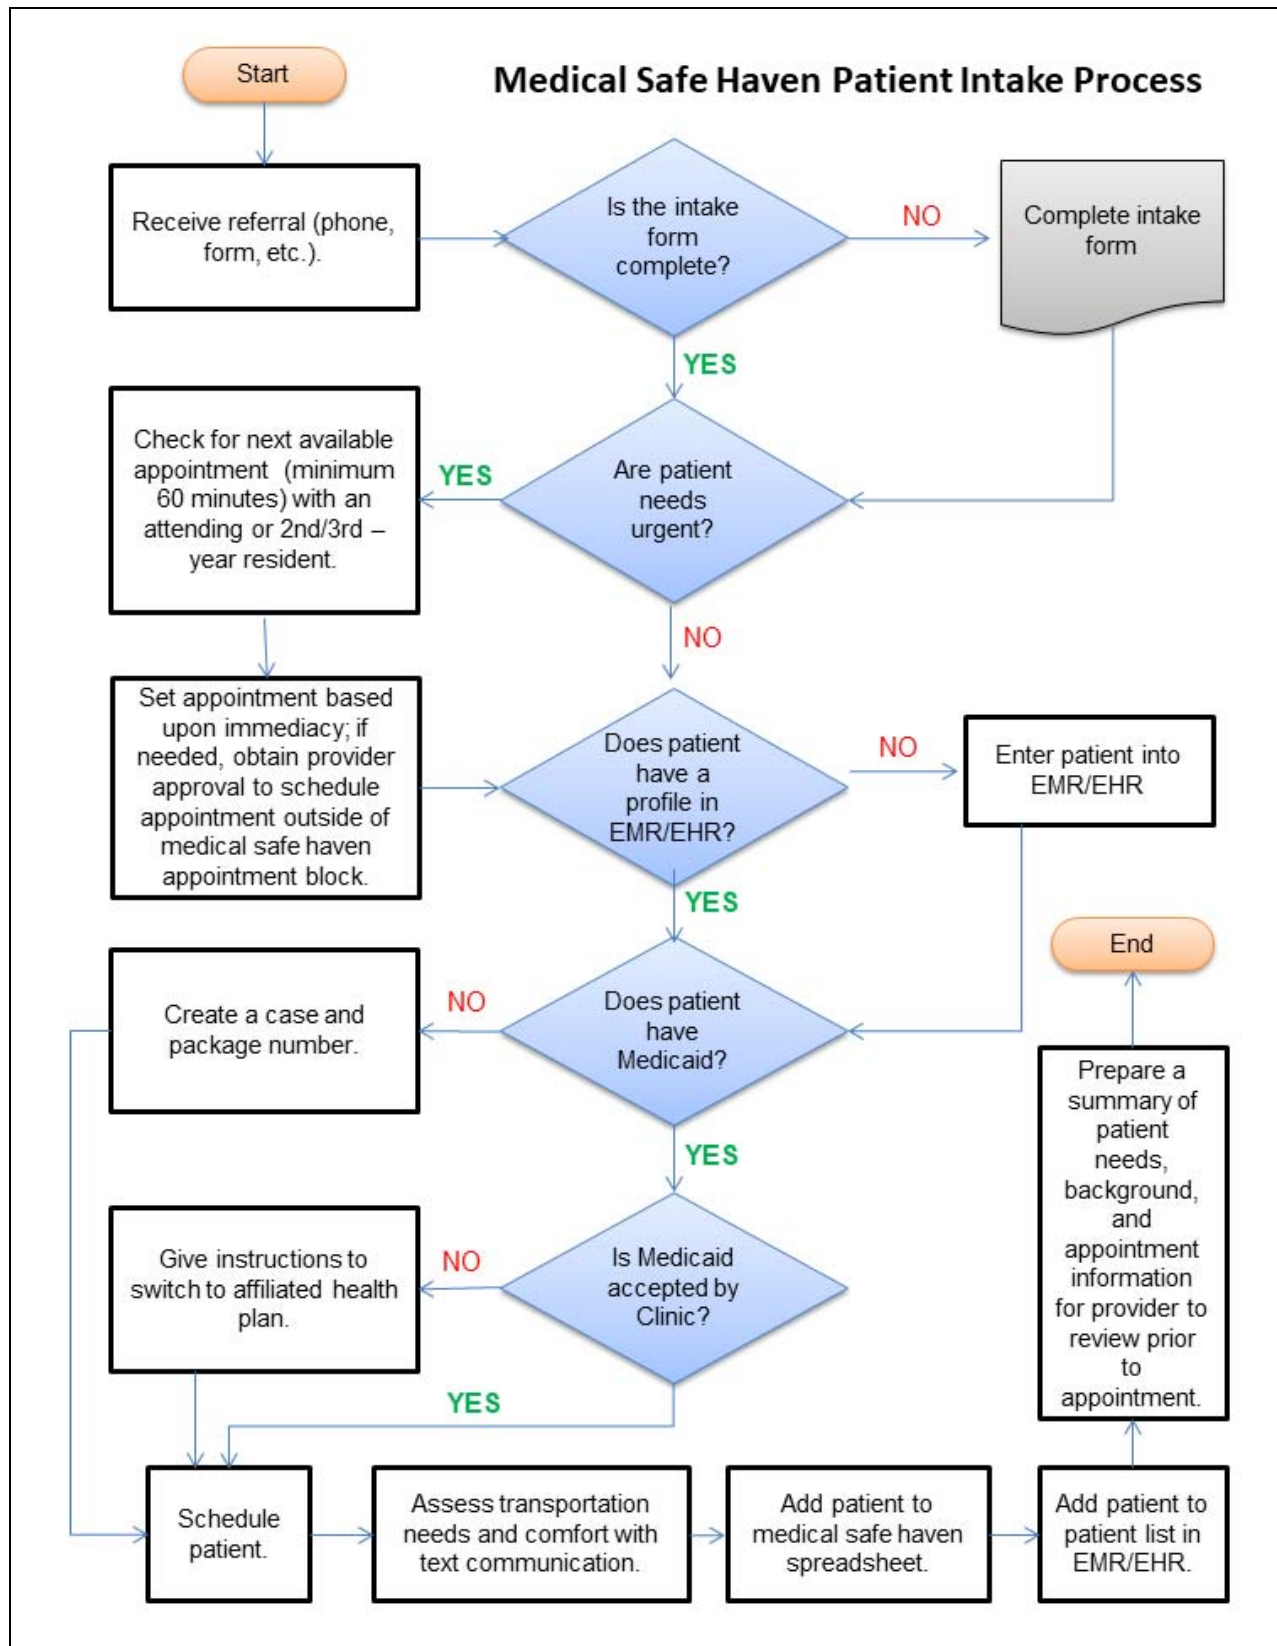 Start
Medical Safe Haven Patient Intake Process
Receive referral (phone,
form, etc.).
Is the intake
form
complete?
NO
Complete intake
form
YES
Check for next available
appointment (minimum
60 minutes) with an
attending or 2nd/3rd –
year resident.
YES
Are patient
needs
urgent?
NO
Set appointment based
upon immediacy; if
needed, obtain provider
approval to schedule
appointment outside of
medical safe haven
appointment block.
Does patient
have a
profile in
EMR/EHR?
NO
Enter patient into
EMR/EHR
YES
End
Create a case and
package number.
NO
Does patient
have
Medicaid?
YES
Prepare a
summary of
patient
needs,
background,
and
appointment
information
for provider to
review prior to
appointment.
Give instructions to
switch to affiliated health
plan.
NO
Is Medicaid
accepted by
Clinic?
YES
Schedule
patient.
Assess transportation
needs and comfort with
text communication.
Add patient to
medical safe haven
spreadsheet.
Add patient to
patient list in
EMR/EHR.